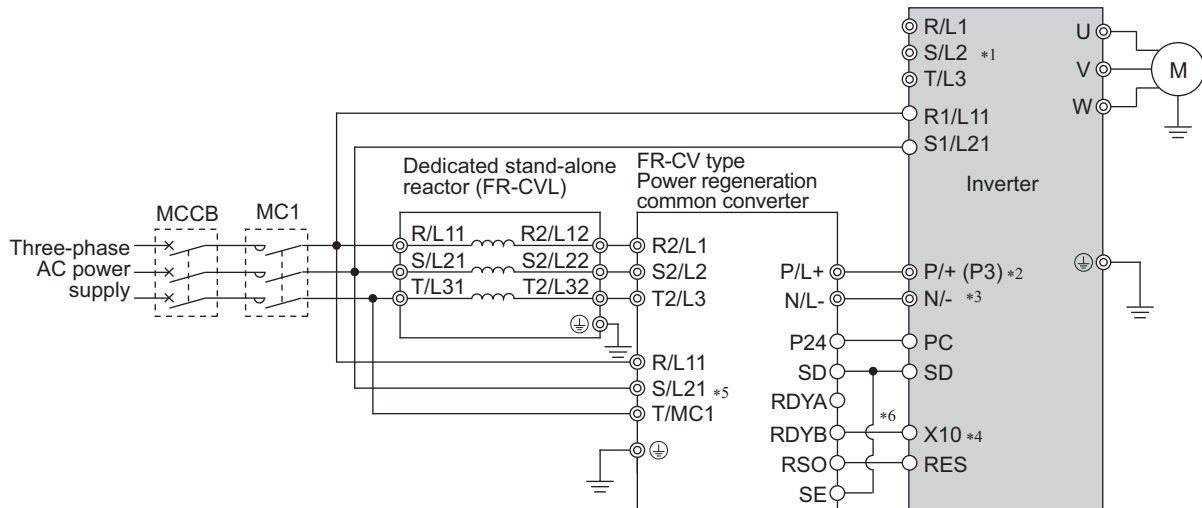 R/L1
S/L2 *1
T/L3
R1/L11
S1/L21
Inverter
U
V
W
M
Dedicated stand-alone
reactor (FR-CVL)
FR-CV type
Power regeneration
common converter
MCCB
MC1
Three-phase
AC power
supply
R/L11 R2/L12
S/L21 S2/L22
T/L31 T2/L32
R2/L1
S2/L2
T2/L3
R/L11
S/L21 *5
T/MC1
P/L+
N/L-
P24
SD
RDYA
RDYB
RSO
SE
*6
P/+ (P3) *2
N/- *3
PC
SD
X10 *4
RES